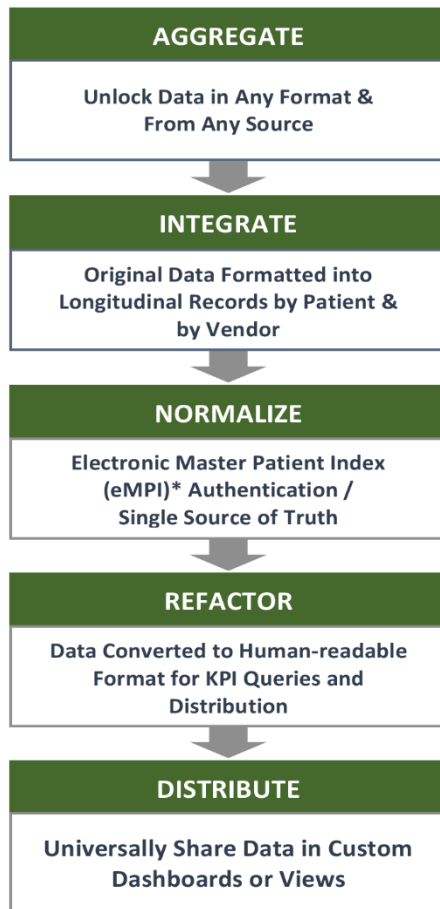 AGGREGATE
Unlock Data in Any Format &
From Any Source
INTEGRATE
Original Data Formatted into
Longitudinal Records by Patient &
by Vendor
NORMALIZE
Electronic Master Patient Index
(eMPI)* Authentication /
Single Source of Truth
REFACTOR
Data Converted to Human-readable
Format for KPI Queries and
Distribution
DISTRIBUTE
Universally Share Data in Custom
Dashboards or Views